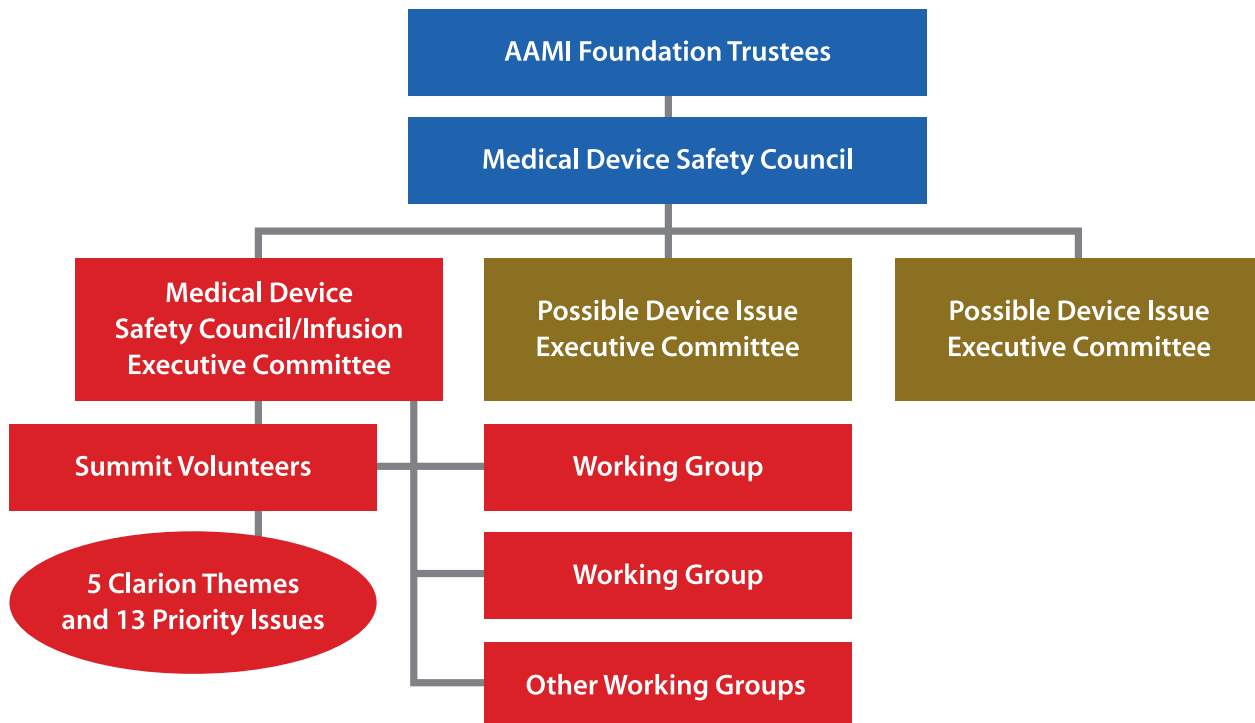 AAMI Foundation Trustees
Medical Device Safety Council
Medical Device
Safety Council/Infusion
Executive Committee
Possible Device Issue
Executive Committee
Possible Device Issue
Executive Committee
Summit Volunteers
Working Group
5 Clarion Themes
and 13 Priority Issues
Working Group
Other Working Groups